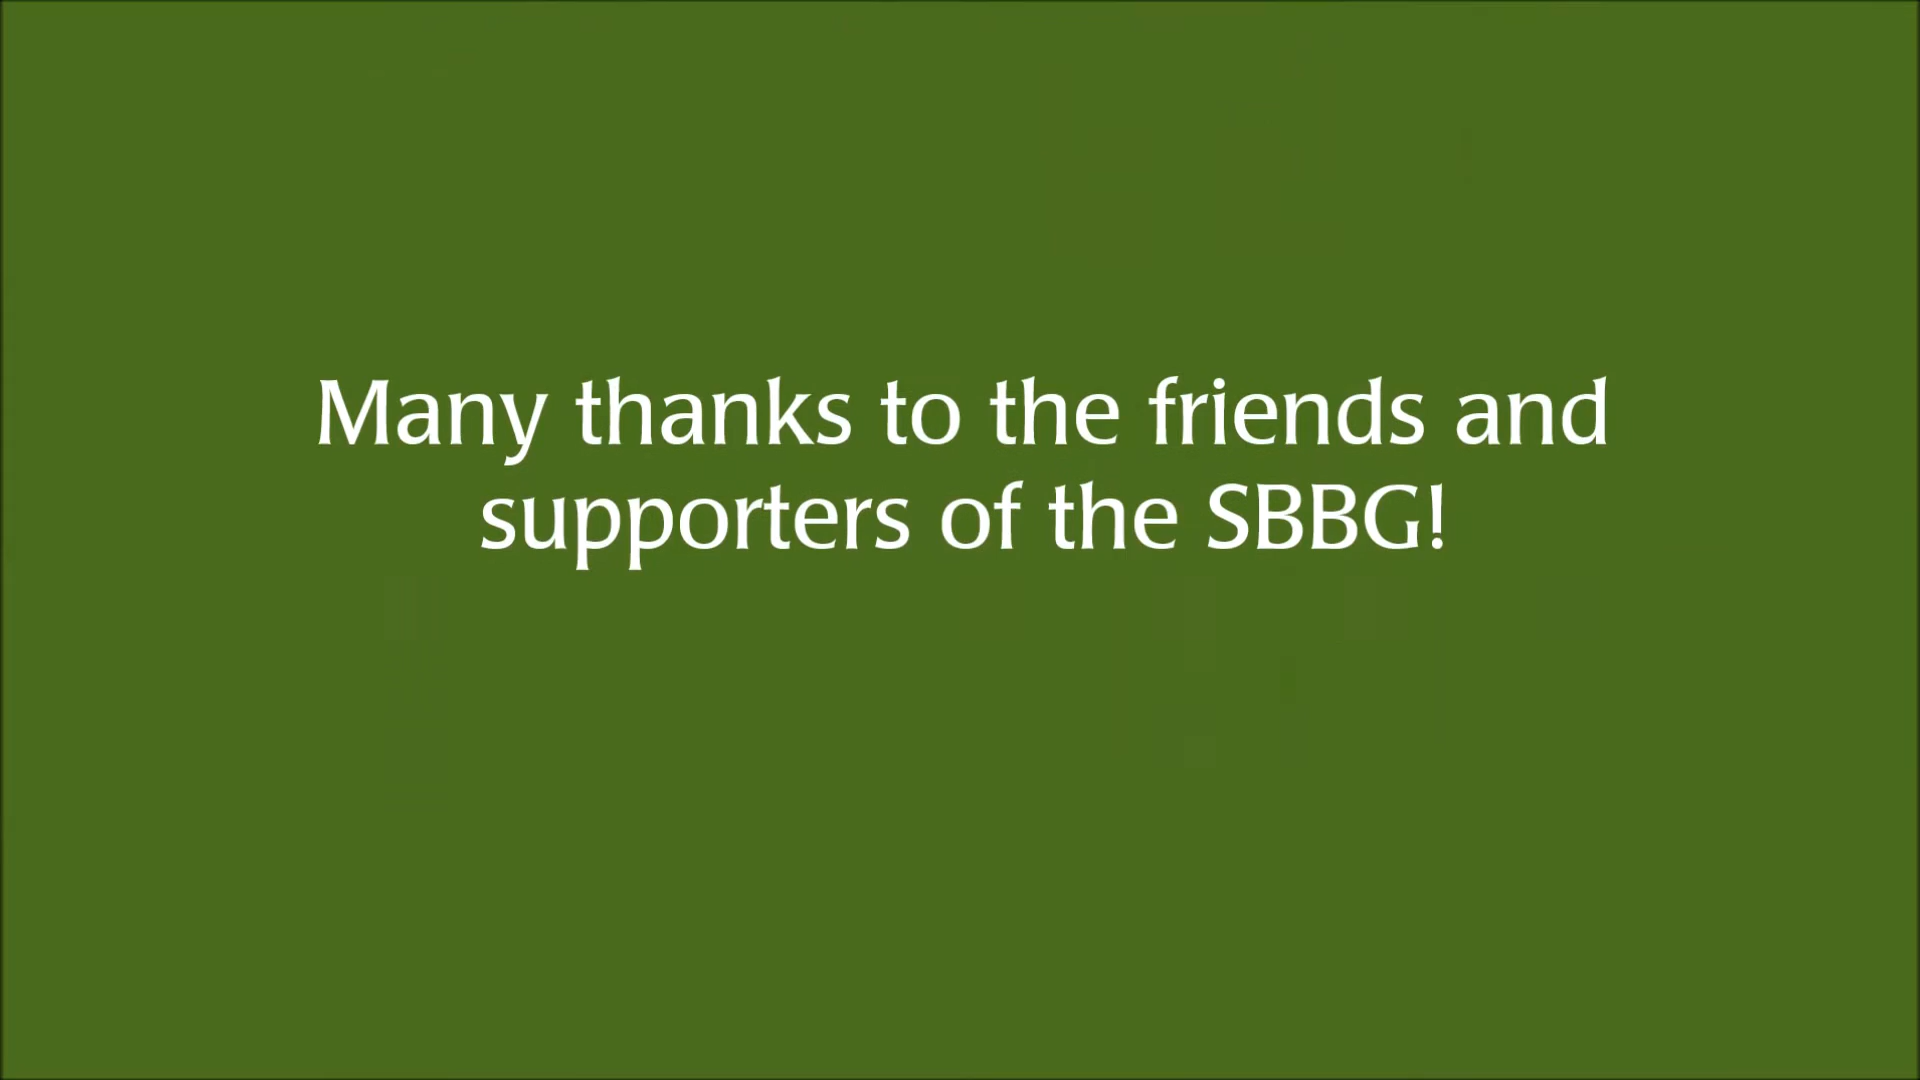 Many thanks to the friends and
supporters of the SBBG!